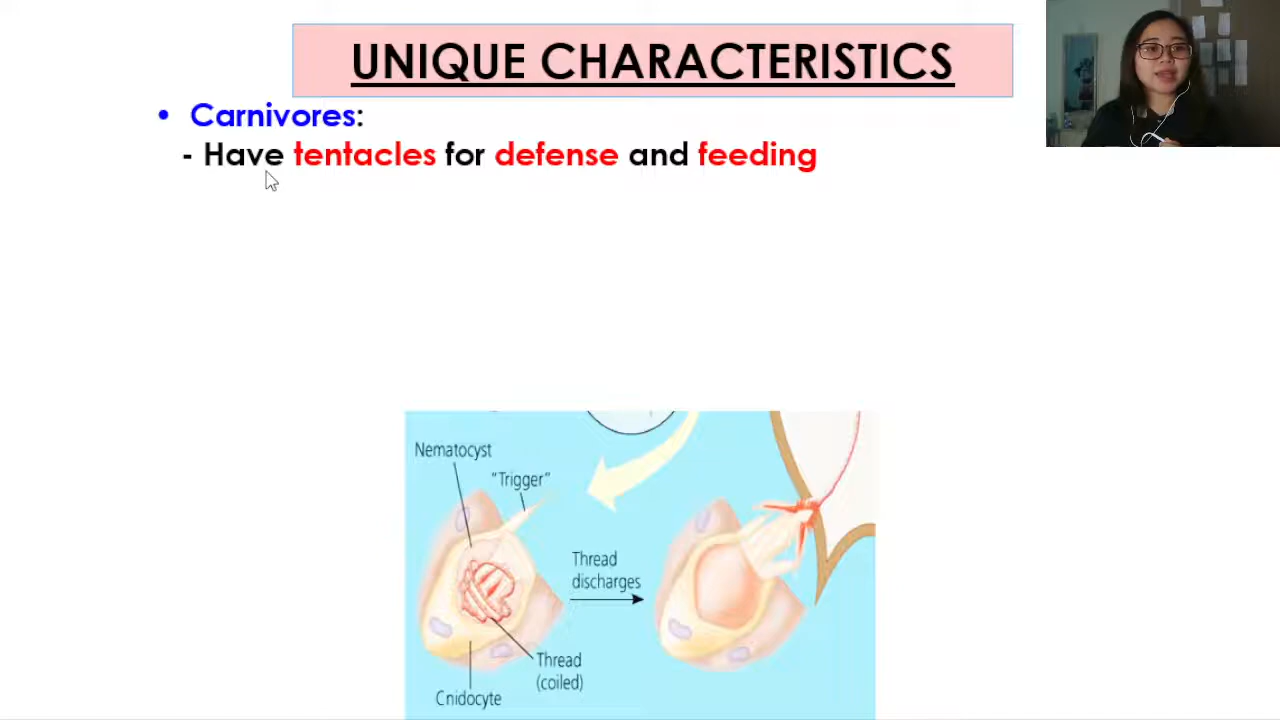 UNIQUE CHARACTERISTICS
• Carnivores:
- Have tentacles for defense and feeding
Nematocyst
"Trigger"
Thread
discharges
Thread
(coiled)
Cnidocyte